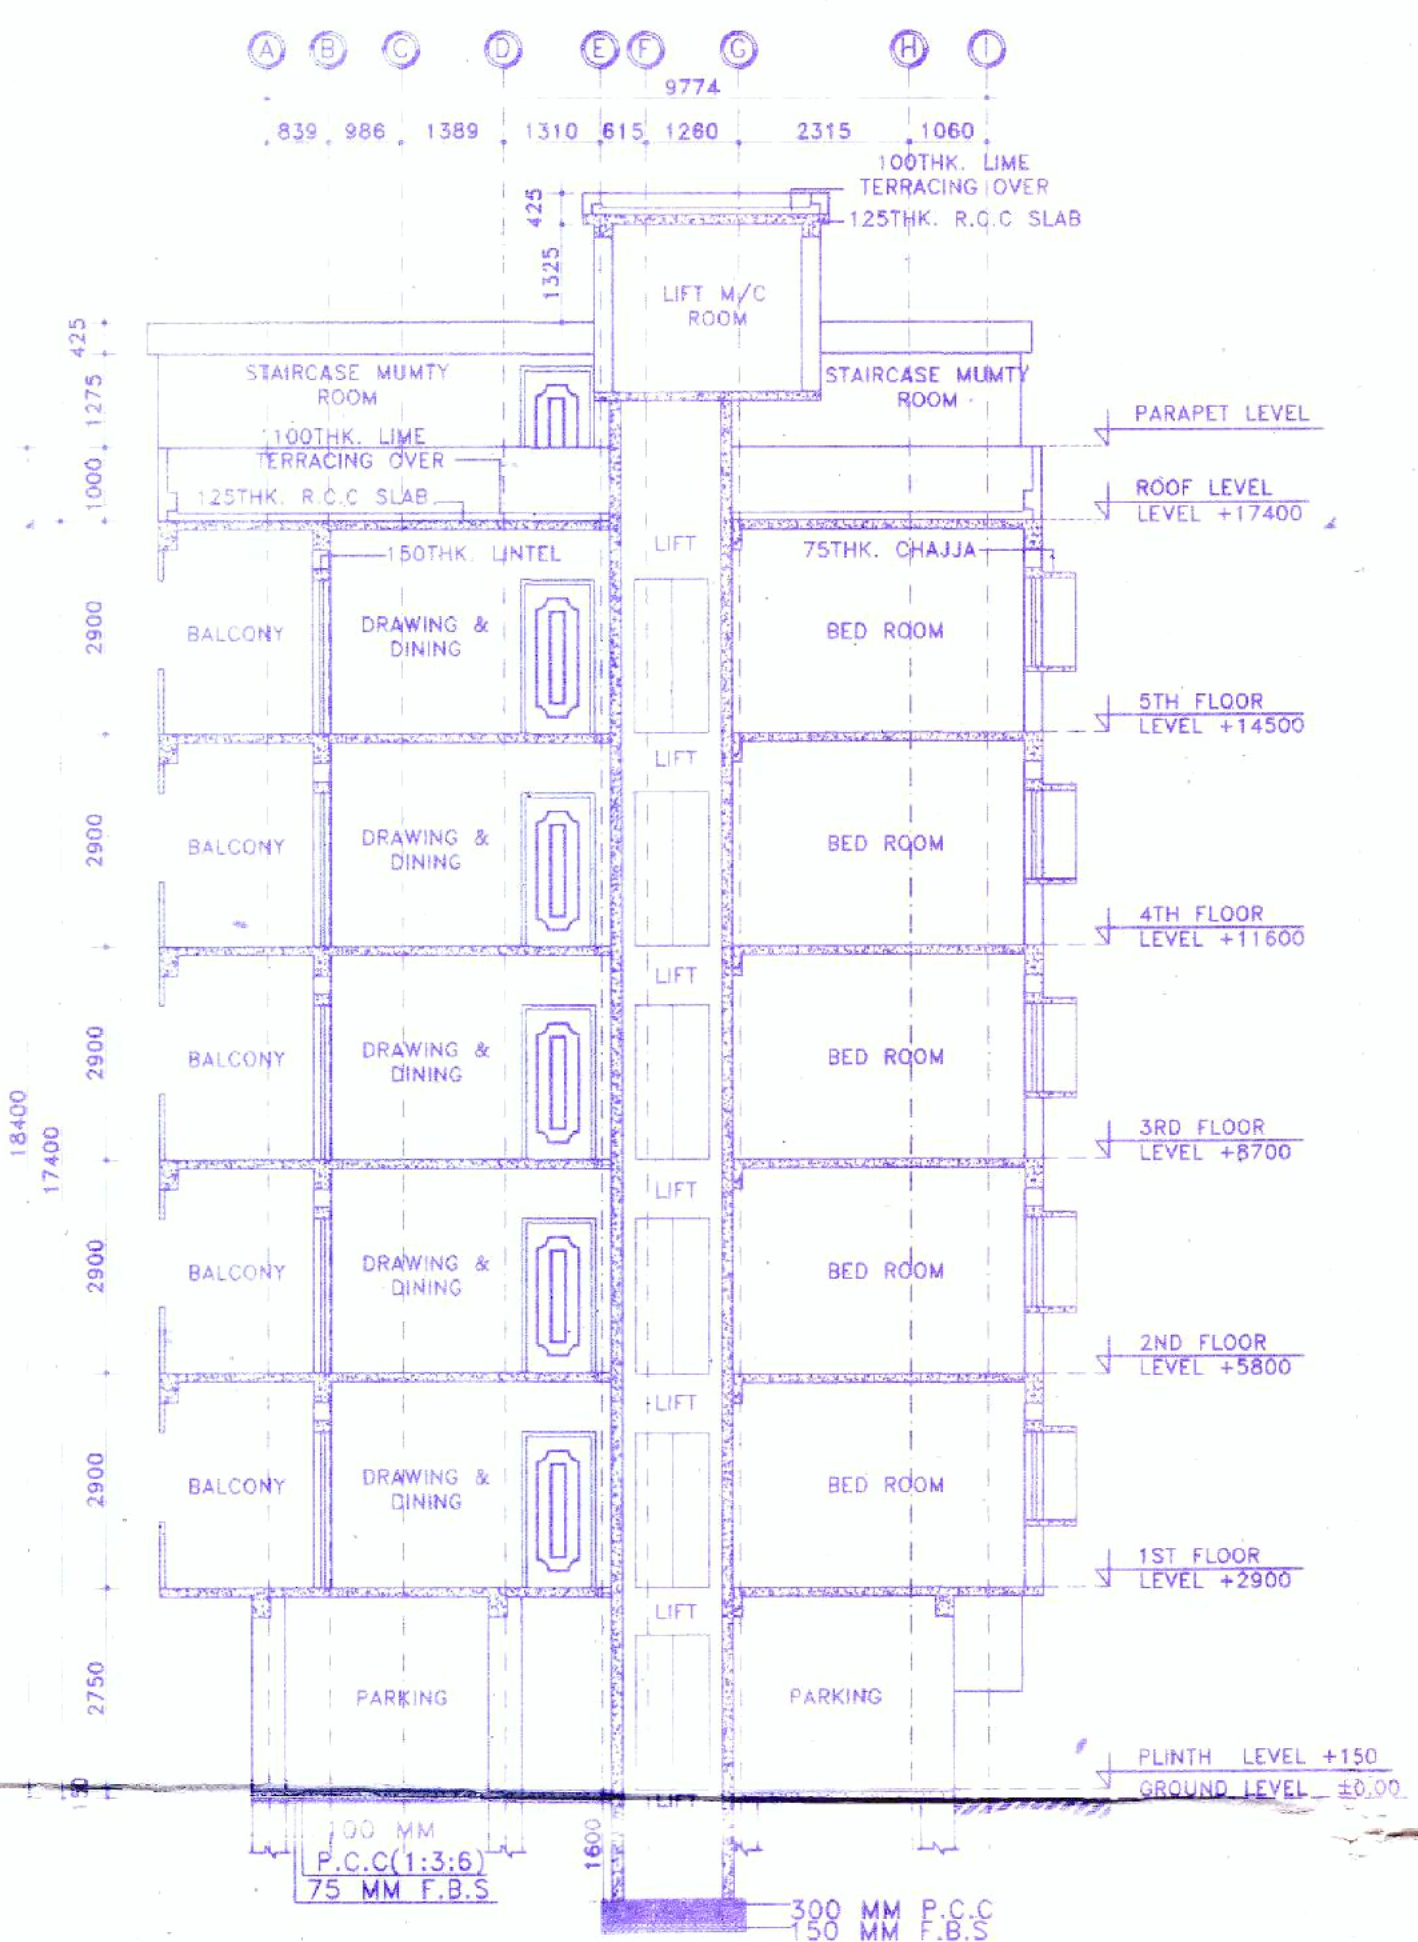 A B C D E F G H I
9774
839 986 1389 1310 615 1260 2315 1060
100THK. LIME
TERRACING OVER
125THK. R.C.C SLAB
425
1325
LIFT M/C
ROOM
425
1275
STAIRCASE MUMTY
ROOM
STAIRCASE MUMTY
ROOM
PARAPET LEVEL
100THK. LIME
TERRACING OVER
125THK. R.C.C SLAB
1000
ROOF LEVEL
LEVEL +17400
150THK. LINTEL
LIFT
75THK. CHAJJA
2900
BALCONY
DRAWING &
DINING
BED ROOM
5TH FLOOR
LEVEL +14500
LIFT
2900
BALCONY
DRAWING &
DINING
BED ROOM
4TH FLOOR
LEVEL +11600
LIFT
2900
BALCONY
DRAWING &
DINING
BED ROOM
18400
17400
3RD FLOOR
LEVEL +8700
LIFT
2900
BALCONY
DRAWING &
DINING
BED ROOM
2ND FLOOR
LEVEL +5800
LIFT
2900
BALCONY
DRAWING &
DINING
BED ROOM
1ST FLOOR
LEVEL +2900
LIFT
2750
PARKING
PARKING
PLINTH LEVEL +150
150
GROUND LEVEL ±0.00
LIFT
100 MM
P.C.C(1:3:6)
75 MM F.B.S
1600
300 MM P.C.C
150 MM F.B.S